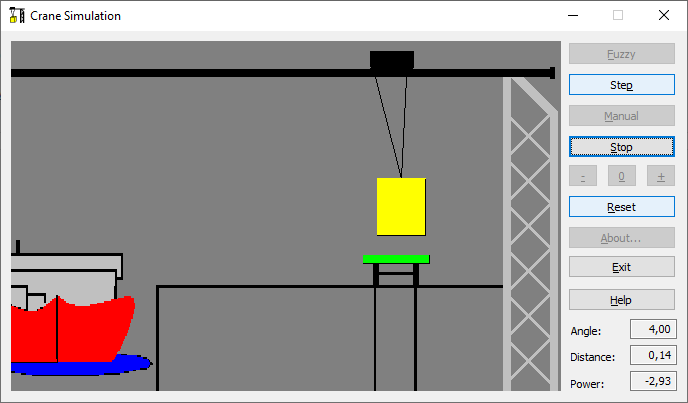 Crane Simulation
Fuzzy
Step
Manual
Stop
- 0 +
Reset
About...
Exit
Help
Angle: 4,00
Distance: 0,14
Power: -2,93